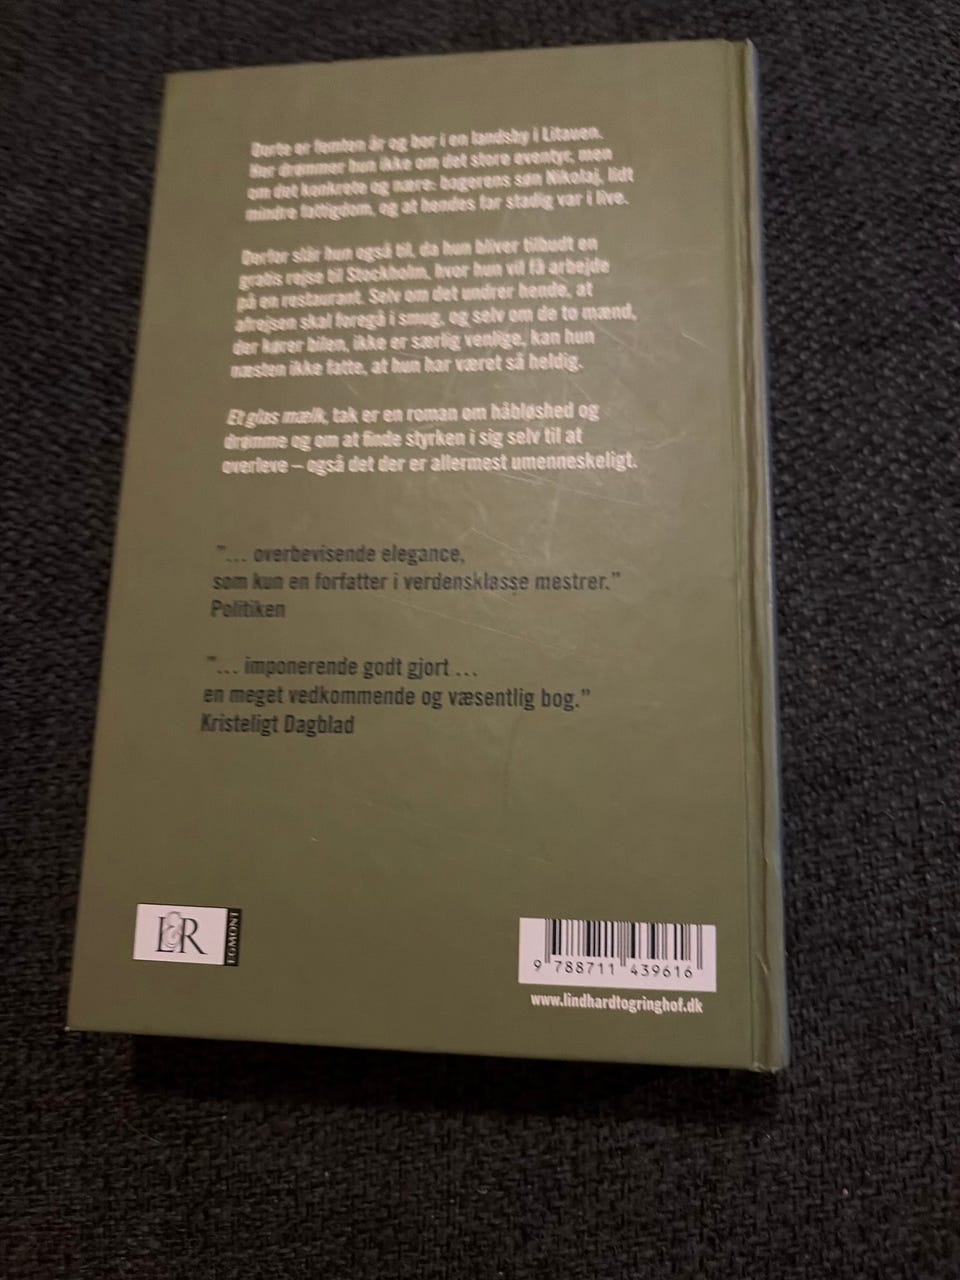 Dorte er femten år og bor i en landsby i Litauen.
Her drømmer hun ikke om det store eventyr, men
om det konkrete og nære: bagerens søn Nikolaj, lidt
mindre fattigdom, og at hendes far stadig var i live.
Derfor slår hun også til, da hun bliver tilbudt en
gratis rejse til Stockholm, hvor hun vil få arbejde
på en restaurant. Selv om det undrer hende, at
afrejsen skal foregå i smug, og selv om de to mænd,
der kører bilen, ikke er særlig venlige, kan hun
næsten ikke fatte, at hun har været så heldig.
Et glas mælk, tak er en roman om håbløshed og
drømme og om at finde styrken i sig selv til at
overleve – også det der er allermest umenneskeligt.
"... overbevisende elegance,
som kun en forfatter i verdensklasse mestrer."
Politiken
"... imponerende godt gjort ...
en meget vedkommende og væsentlig bog."
Kristeligt Dagblad
L&R
EGMONT
9 788711 439616
www.lindhardtogringhof.dk